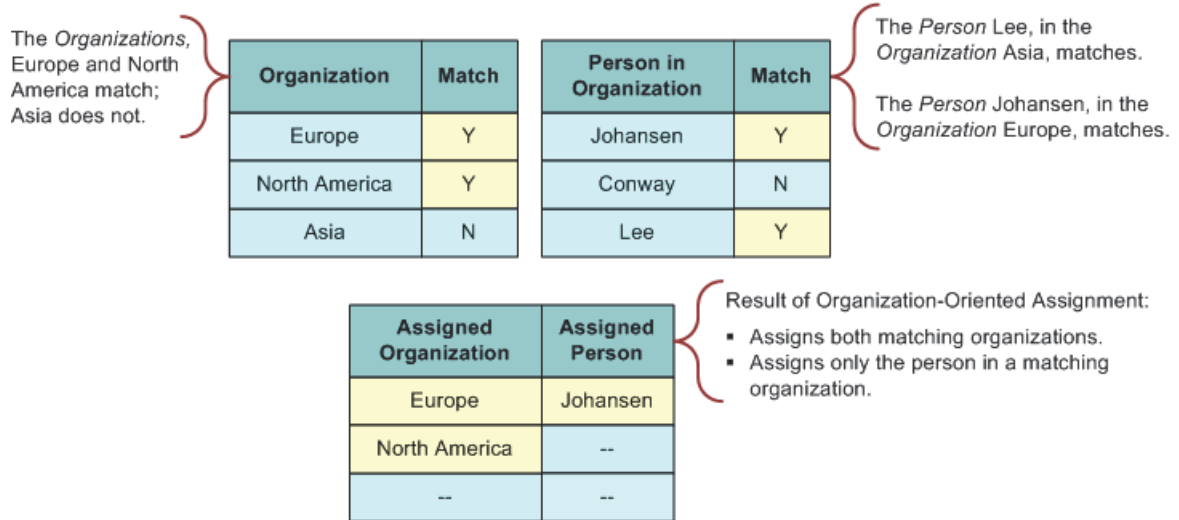 The Organizations,
Europe and North
America match;
Asia does not.
Organization Match
Europe Y
North America Y
Asia N
Person in
Organization
Match
Johansen Y
Conway N
Lee Y
The Person Lee, in the
Organization Asia, matches.
The Person Johansen, in the
Organization Europe, matches.
Assigned
Organization
Assigned
Person
Europe Johansen
North America --
-- --
Result of Organization-Oriented Assignment:
▪ Assigns both matching organizations.
▪ Assigns only the person in a matching
organization.